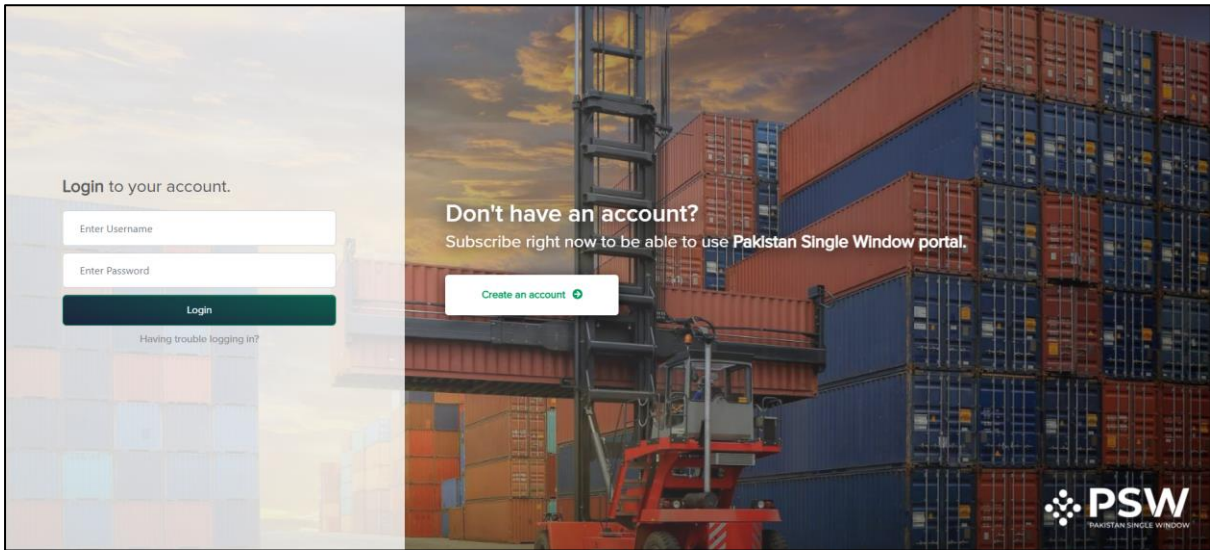 Login to your account.
Enter Username
Enter Password
Login
Having trouble logging in?
Don't have an account?
Subscribe right now to be able to use Pakistan Single Window portal.
Create an account
PSW
PAKISTAN SINGLE WINDOW